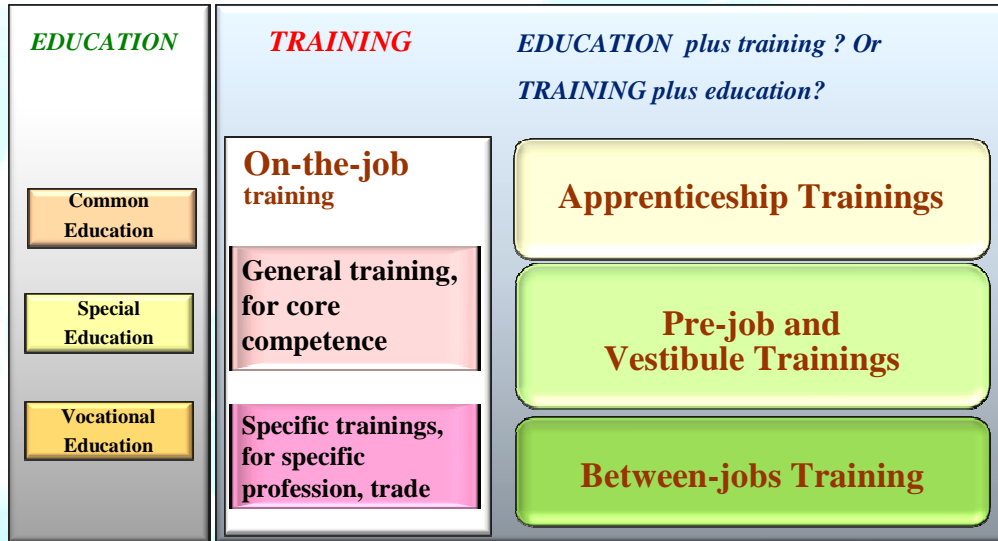 EDUCATION
Common
Education
Special
Education
Vocational
Education
TRAINING
On-the-job
training
General training,
for core
competence
Specific trainings,
for specific
profession, trade
EDUCATION plus training ? Or
TRAINING plus education?
Apprenticeship Trainings
Pre-job and
Vestibule Trainings
Between-jobs Training